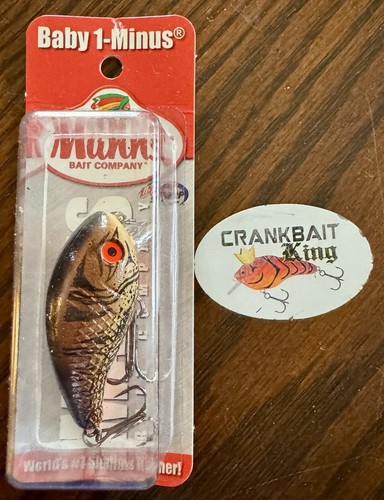 Baby 1-Minus®
Mann's
BAIT COMPANY
CRANKBAIT
King
World's #1 Shallow Runner!